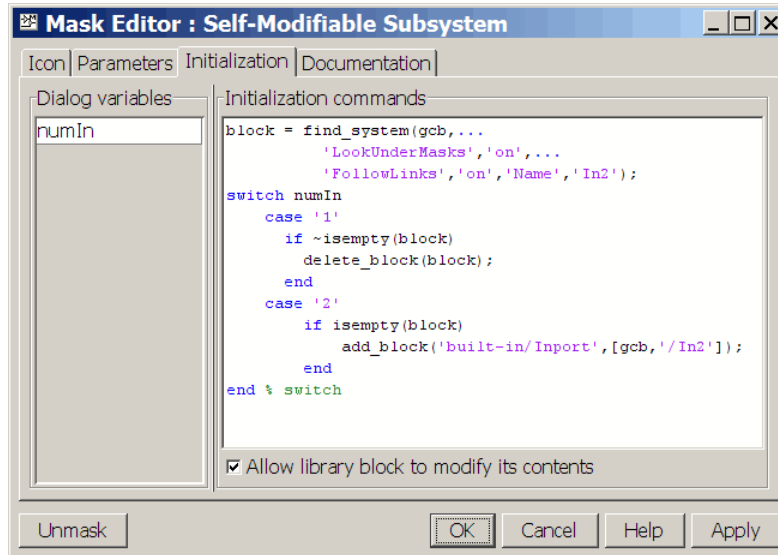 Mask Editor : Self-Modifiable Subsystem
Icon Parameters Initialization Documentation
Dialog variables
numIn
Initialization commands
block = find_system(gcb,...
'LookUnderMasks','on',...
'FollowLinks','on','Name','In2');
switch numIn
case '1'
if ~isempty(block)
delete_block(block);
end
case '2'
if isempty(block)
add_block('built-in/Inport',[gcb,'/In2']);
end
end % switch
Allow library block to modify its contents
Unmask OK Cancel Help Apply